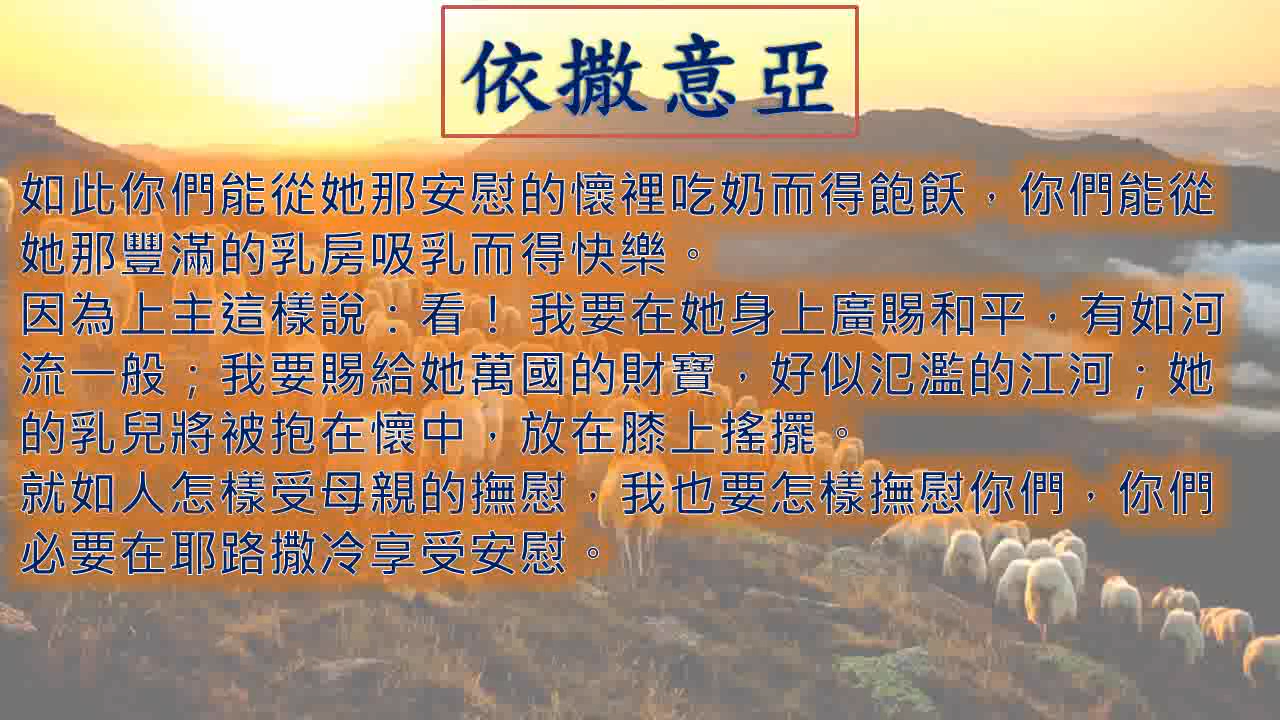 依撒意亞
如此你們能從她那安慰的懷裡吃奶而得飽飫，你們能從
她那豐滿的乳房吸乳而得快樂。
因為上主這樣說：看！ 我要在她身上廣賜和平，有如河
流一般；我要賜給她萬國的財寶，好似氾濫的江河；她
的乳兒將被抱在懷中，放在膝上搖擺。
就如人怎樣受母親的撫慰，我也要怎樣撫慰你們，你們
必要在耶路撒冷享受安慰。